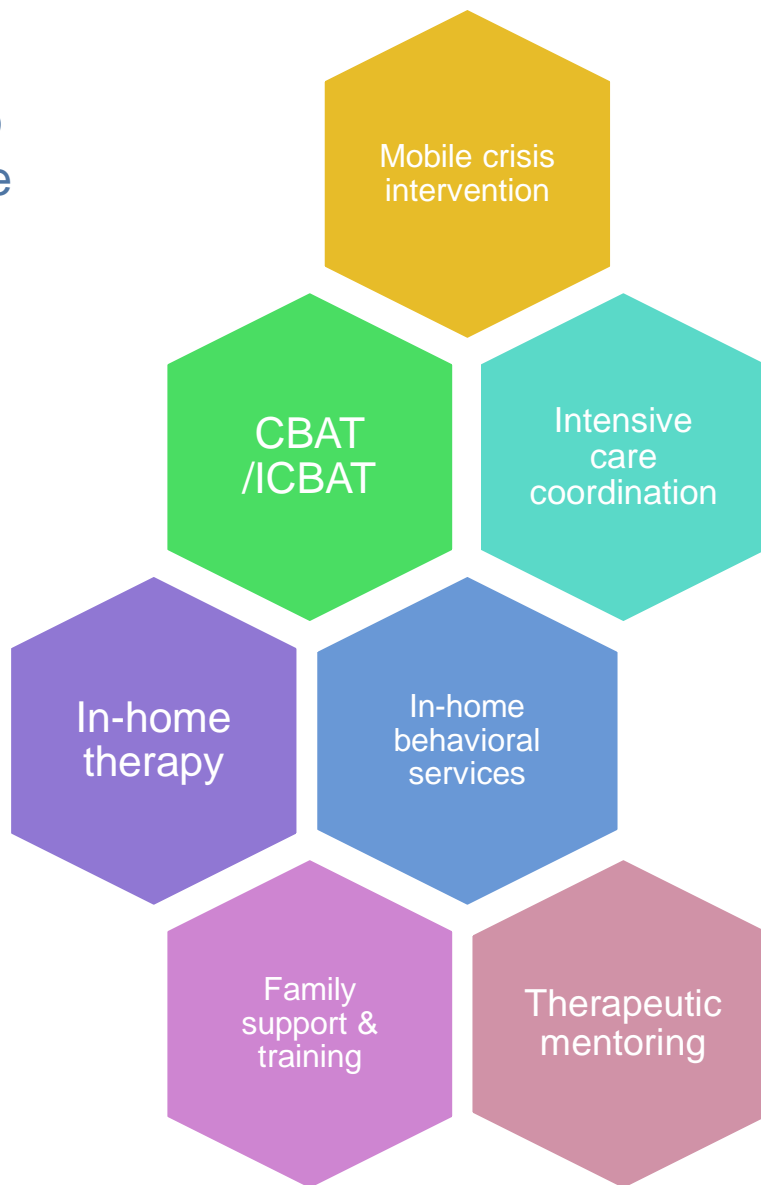 e
Mobile crisis
intervention
CBAT
/ICBAT
Intensive
care
coordination
In-home
therapy
In-home
behavioral
services
Family
support &
training
Therapeutic
mentoring